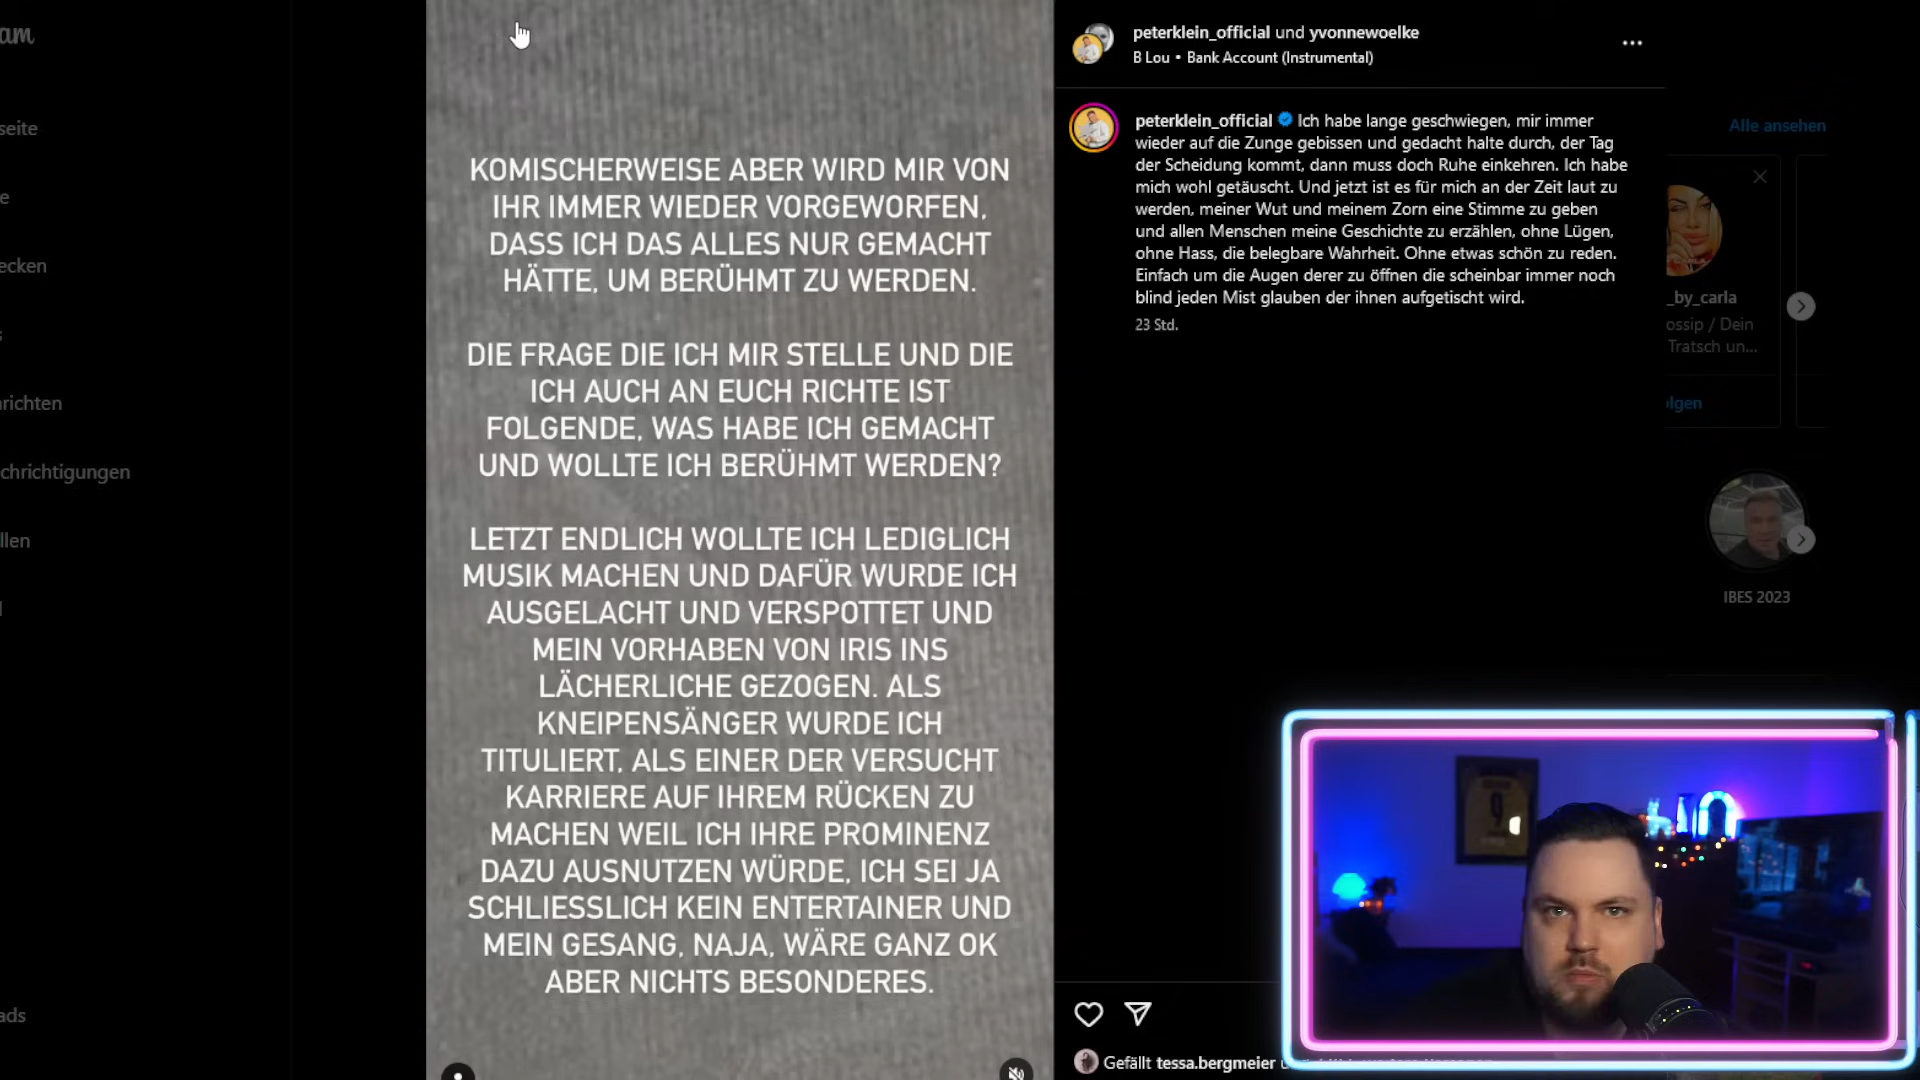 am
seite
e
ecken
s
richten
chrichtigungen
llen
l
ads
KOMISCHERWEISE ABER WIRD MIR VON
IHR IMMER WIEDER VORGEWORFEN,
DASS ICH DAS ALLES NUR GEMACHT
HÄTTE, UM BERÜHMT ZU WERDEN.
DIE FRAGE DIE ICH MIR STELLE UND DIE
ICH AUCH AN EUCH RICHTE IST
FOLGENDE, WAS HABE ICH GEMACHT
UND WOLLTE ICH BERÜHMT WERDEN?
LETZT ENDLICH WOLLTE ICH LEDIGLICH
MUSIK MACHEN UND DAFÜR WURDE ICH
AUSGELACHT UND VERSPOTTET UND
MEIN VORHABEN VON IRIS INS
LÄCHERLICHE GEZOGEN. ALS
KNEIPENSÄNGER WURDE ICH
TITULIERT, ALS EINER DER VERSUCHT
KARRIERE AUF IHREM RÜCKEN ZU
MACHEN WEIL ICH IHRE PROMINENZ
DAZU AUSNUTZEN WÜRDE, ICH SEI JA
SCHLIESSLICH KEIN ENTERTAINER UND
MEIN GESANG, NAJA, WÄRE GANZ OK
ABER NICHTS BESONDERES.
peterklein_official und yvonnewoelke
B Lou • Bank Account (Instrumental)
peterklein_official Ich habe lange geschwiegen, mir immer
wieder auf die Zunge gebissen und gedacht halte durch, der Tag
der Scheidung kommt, dann muss doch Ruhe einkehren. Ich habe
mich wohl getäuscht. Und jetzt ist es für mich an der Zeit laut zu
werden, meiner Wut und meinem Zorn eine Stimme zu geben
und allen Menschen meine Geschichte zu erzählen, ohne Lügen,
ohne Hass, die belegbare Wahrheit. Ohne etwas schön zu reden.
Einfach um die Augen derer zu öffnen die scheinbar immer noch
blind jeden Mist glauben der ihnen aufgetischt wird.
23 Std.
Gefällt tessa.bergmeier
Alle ansehen
_by_carla
ossip / Dein
Tratsch un...
lgen
IBES 2023
9